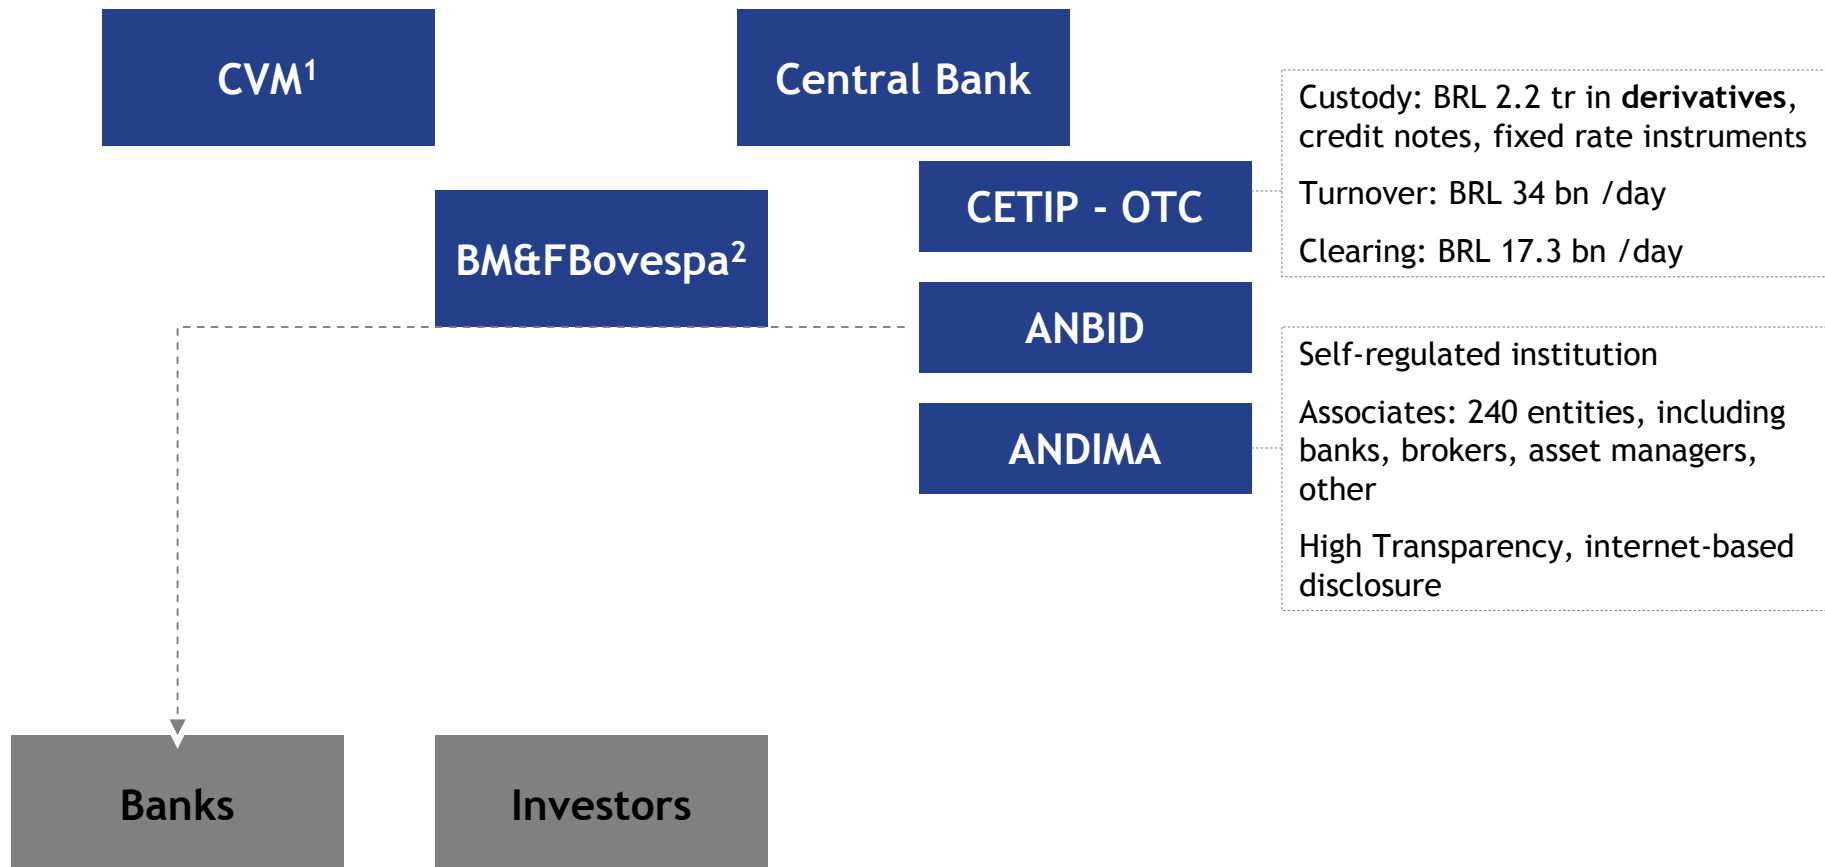 CVM¹
Central Bank
Custody: BRL 2.2 tr in derivatives,
credit notes, fixed rate instruments
Turnover: BRL 34 bn /day
Clearing: BRL 17.3 bn /day
CETIP - OTC
BM&FBovespa²
ANBID
ANDIMA
Self-regulated institution
Associates: 240 entities, including
banks, brokers, asset managers,
other
High Transparency, internet-based
disclosure
Banks
Investors